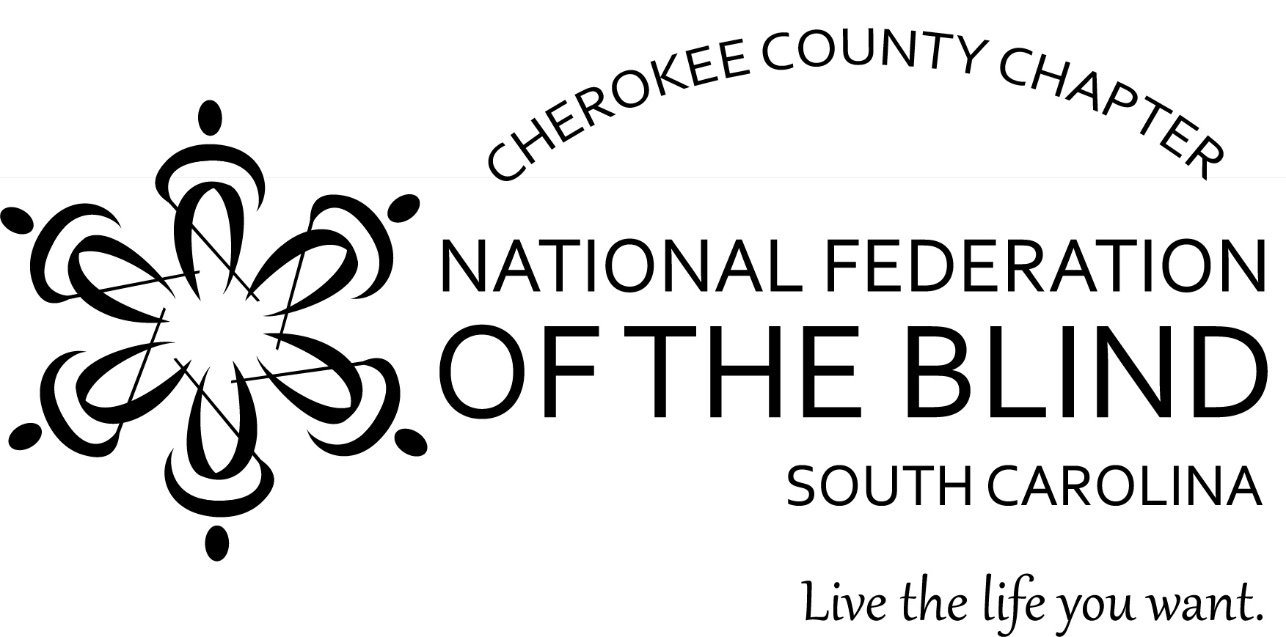 CHEROKEE COUNTY CHAPTER
NATIONAL FEDERATION
OF THE BLIND
SOUTH CAROLINA
Live the life you want.